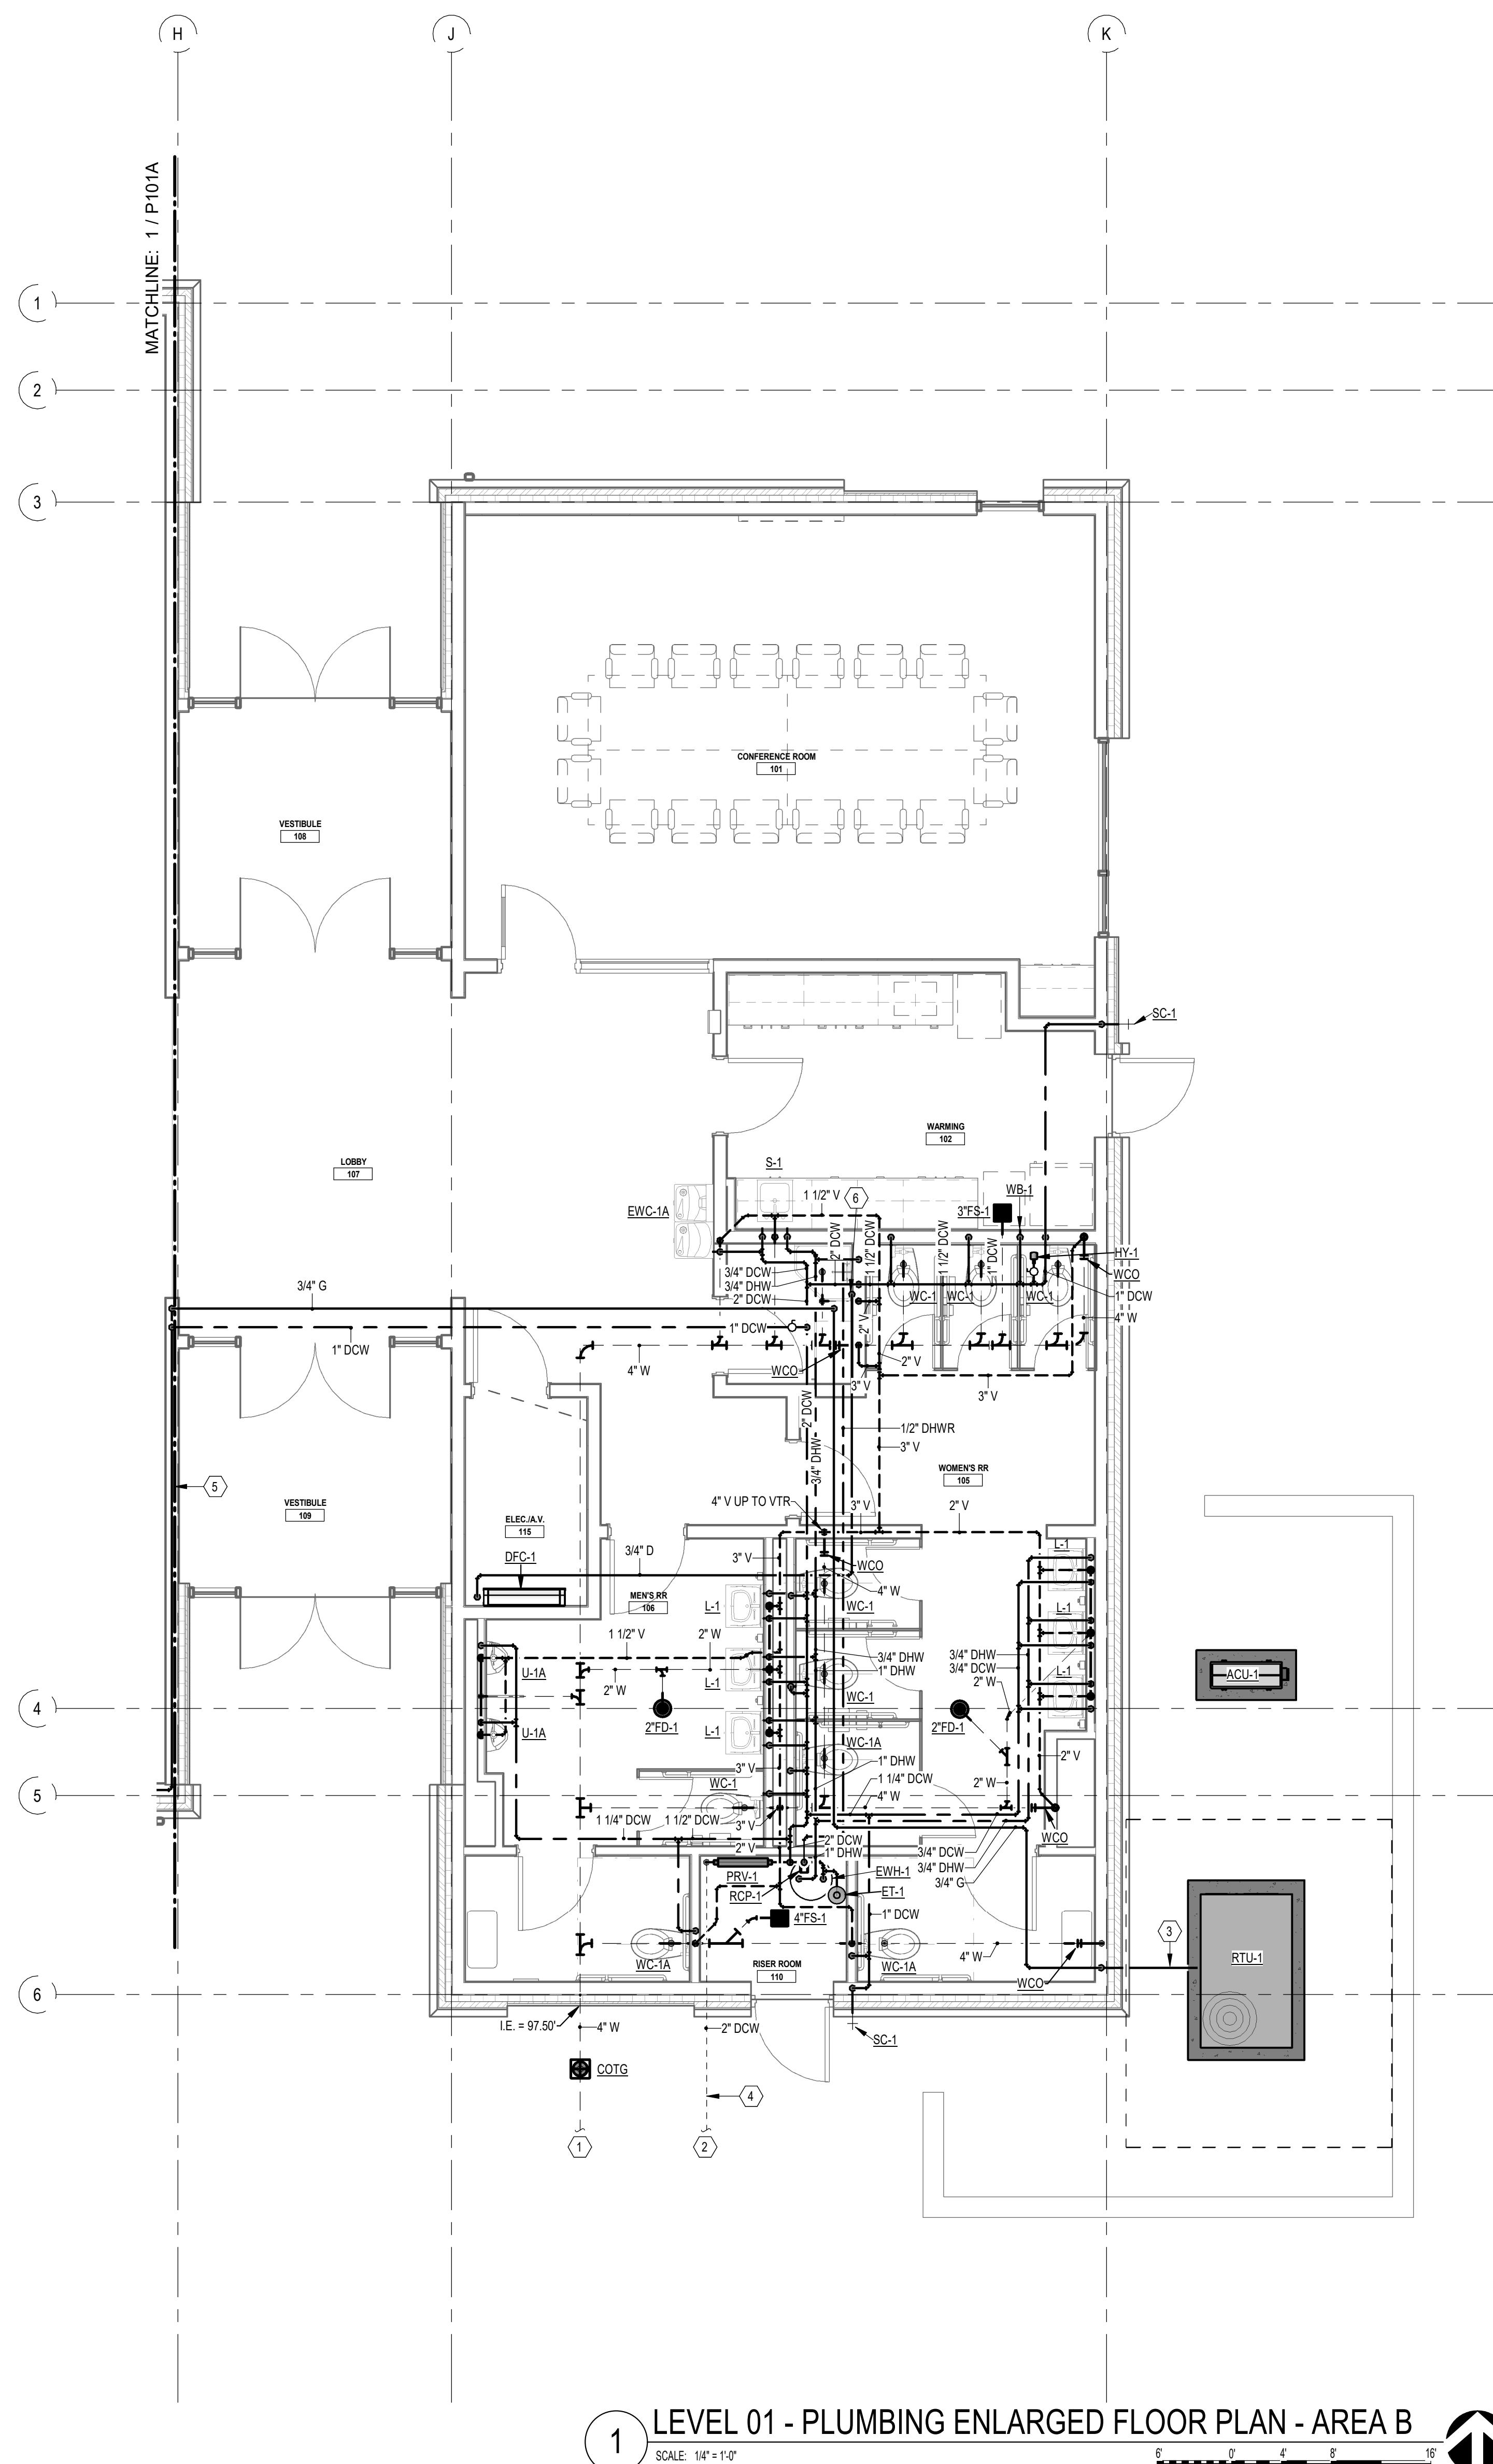 H
J
K
MATCHLINE: 1 / P101A
1
2
3
CONFERENCE ROOM
101
VESTIBULE
108
SC-1
WARMING
102
LOBBY
107
S-1
EWC-1A
1 1/2" V
6
3"FS-1
WB-1
2" DCW
1 1/2" DCW
1 1/2" DCW
1" DCW
HY-1
WCO
3/4" DCW
3/4" DHW
2" DCW
3/4" G
WC-1
WC-1
WC-1
1" DCW
4" W
1" DCW
1" DCW
2" V
4" W
WCO
2" V
3" V
3" V
2" DCW
3/4" DHW
1/2" DHWR
3" V
WOMEN'S RR
105
5
VESTIBULE
109
4" V UP TO VTR
3" V
2" V
ELEC./A.V.
115
DFC-1
3/4" D
3" V
WCO
4" W
L-1
MEN'S RR
106
L-1
WC-1
L-1
1 1/2" V
2" W
3/4" DHW
1" DHW
3/4" DHW
3/4" DCW
2" W
L-1
U-1A
2" W
L-1
WC-1
ACU-1
4
2"FD-1
2"FD-1
U-1A
L-1
WC-1A
1" DHW
2" V
3" V
1 1/4" DCW
2" W
5
WC-1
4" W
1 1/4" DCW
1 1/2" DCW
3" V
WCO
2" V
2" DCW
1" DHW
3/4" DCW
3/4" DHW
3/4" G
PRV-1
EWH-1
RCP-1
ET-1
4"FS-1
1" DCW
3
4" W
RTU-1
WC-1A
RISER ROOM
110
WC-1A
WCO
6
I.E. = 97.50'
4" W
2" DCW
SC-1
COTG
4
1
2
1
LEVEL 01 - PLUMBING ENLARGED FLOOR PLAN - AREA B
SCALE: 1/4" = 1'-0"
6' 0' 4' 8' 16'